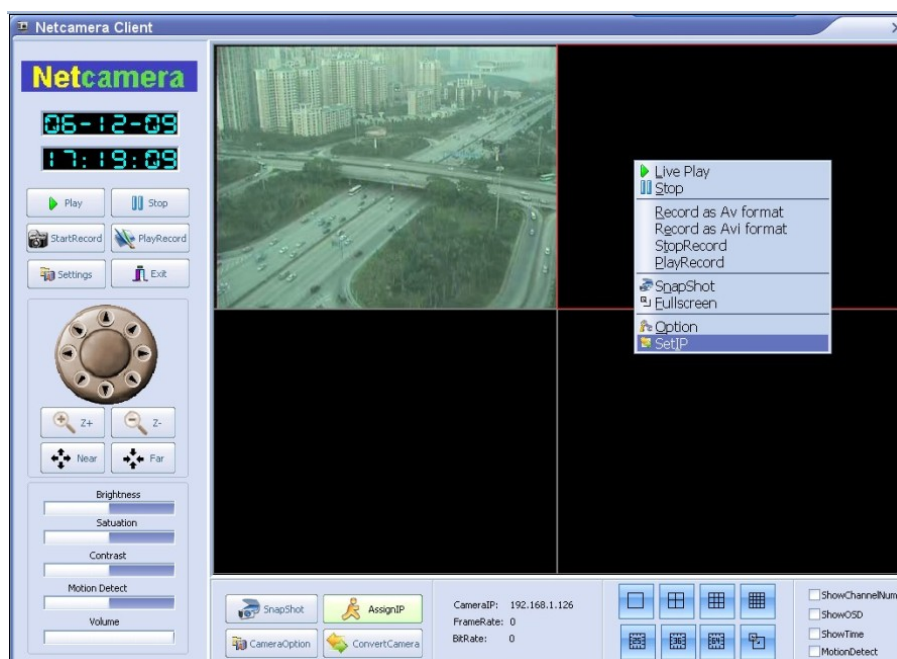 Netcamera Client
Netcamera
06-12-09
17:19:09
Play
Stop
StartRecord
PlayRecord
Settings
Exit
Z+
Z-
Near
Far
Brightness
Satuation
Contrast
Motion Detect
Volume
Live Play
Stop
Record as Av format
Record as Avi format
StopRecord
PlayRecord
SnapShot
Fullscreen
Option
SetIP
SnapShot
AssignIP
CameraOption
ConvertCamera
CameraIP: 192.168.1.126
FrameRate: 0
BitRate: 0
25
36
64
ShowChannelNum
ShowOSD
ShowTime
MotionDetect